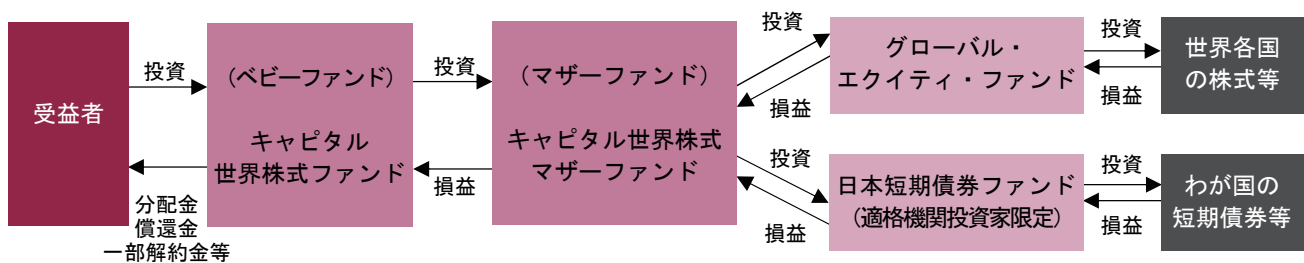 受益者
投資
分配金
償還金
一部解約金等
（ベビーファンド）
キャピタル
世界株式ファンド
投資
損益
（マザーファンド）
キャピタル世界株式
マザーファンド
投資
損益
投資
損益
グローバル・
エクイティ・ファンド
投資
損益
世界各国
の株式等
日本短期債券ファンド
（適格機関投資家限定）
投資
損益
わが国の
短期債券等